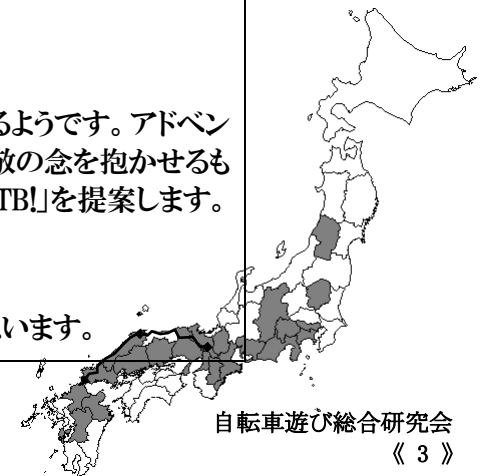 るようです。アドベン
敬の念を抱かせるも
TB!」を提案します。
います。
自転車遊び総合研究会
《 3 》